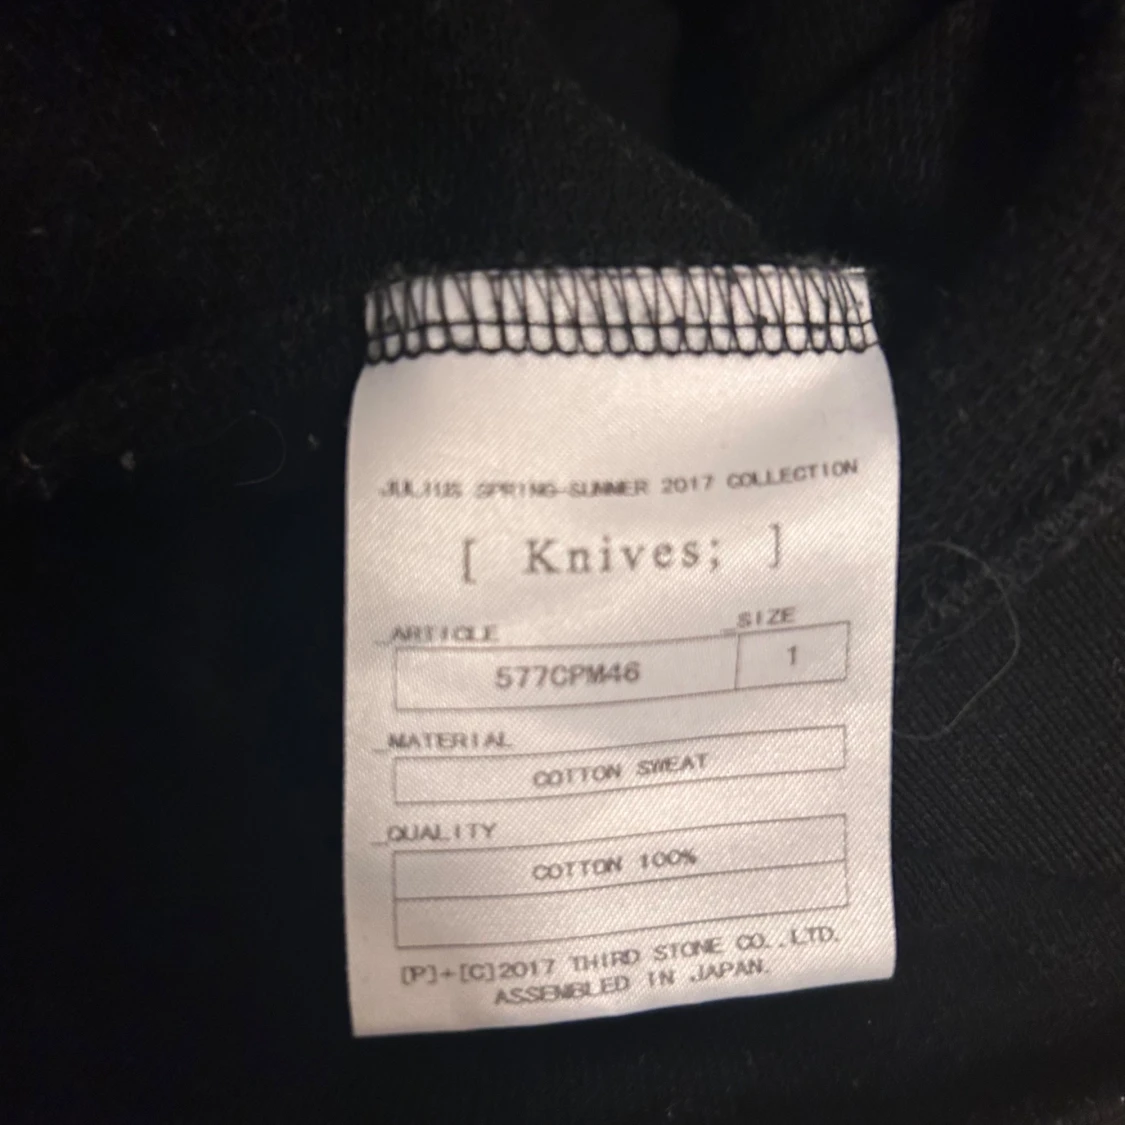 JULIUS SPRING-SUMMER 2017 COLLECTION
[ Knives; ]
_ARTICLE _SIZE
577CPM46 1
_MATERIAL
COTTON SWEAT
_QUALITY
COTTON 100%
[P]+[C]2017 THIRD STONE CO.,LTD.
ASSEMBLED IN JAPAN.